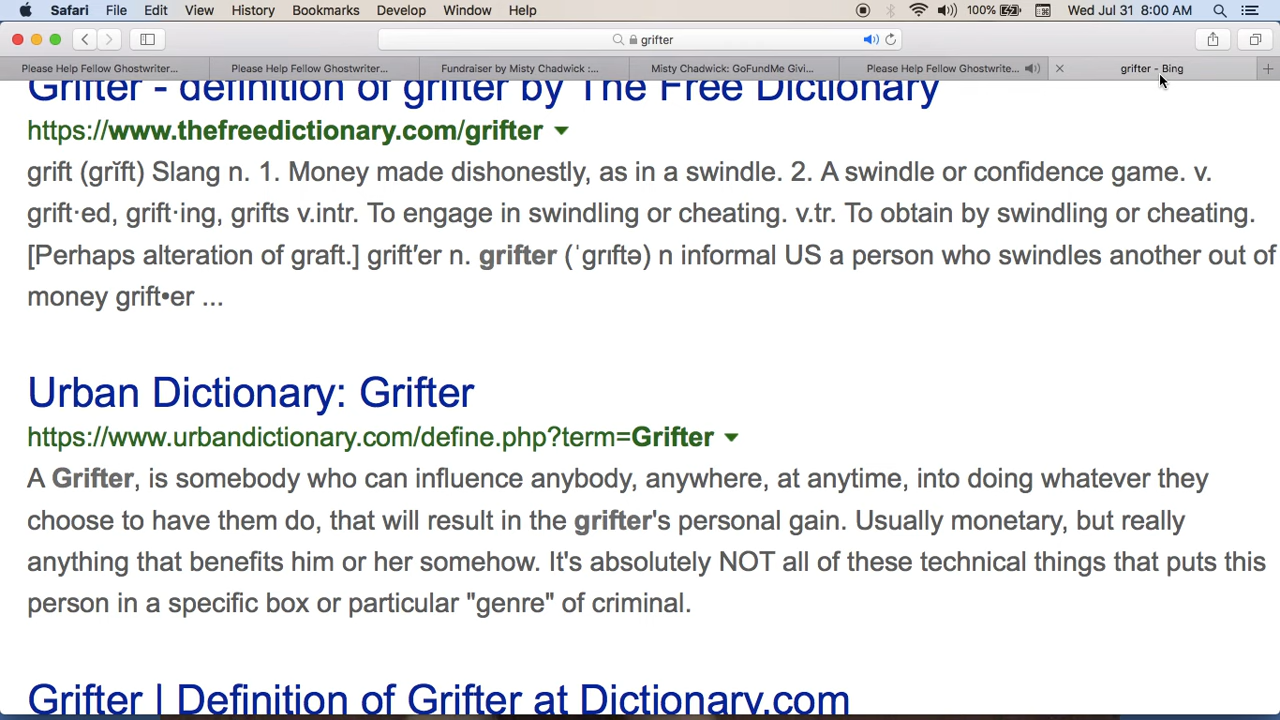 Safari File Edit View History Bookmarks Develop Window Help 100% Wed Jul 31 8:00 AM
grifter
Please Help Fellow Ghostwriter... Please Help Fellow Ghostwriter... Fundraiser by Misty Chadwick :... Misty Chadwick: GoFundMe Givi... Please Help Fellow Ghostwrite... grifter - Bing
Grifter - definition of grifter by The Free Dictionary
https://www.thefreedictionary.com/grifter
grift (grĭft) Slang n. 1. Money made dishonestly, as in a swindle. 2. A swindle or confidence game. v.
grift·ed, grift·ing, grifts v.intr. To engage in swindling or cheating. v.tr. To obtain by swindling or cheating.
[Perhaps alteration of graft.] grift′er n. grifter (ˈɡrɪftə) n informal US a person who swindles another out of
money grift•er ...
Urban Dictionary: Grifter
https://www.urbandictionary.com/define.php?term=Grifter
A Grifter, is somebody who can influence anybody, anywhere, at anytime, into doing whatever they
choose to have them do, that will result in the grifter's personal gain. Usually monetary, but really
anything that benefits him or her somehow. It's absolutely NOT all of these technical things that puts this
person in a specific box or particular "genre" of criminal.
Grifter | Definition of Grifter at Dictionary.com